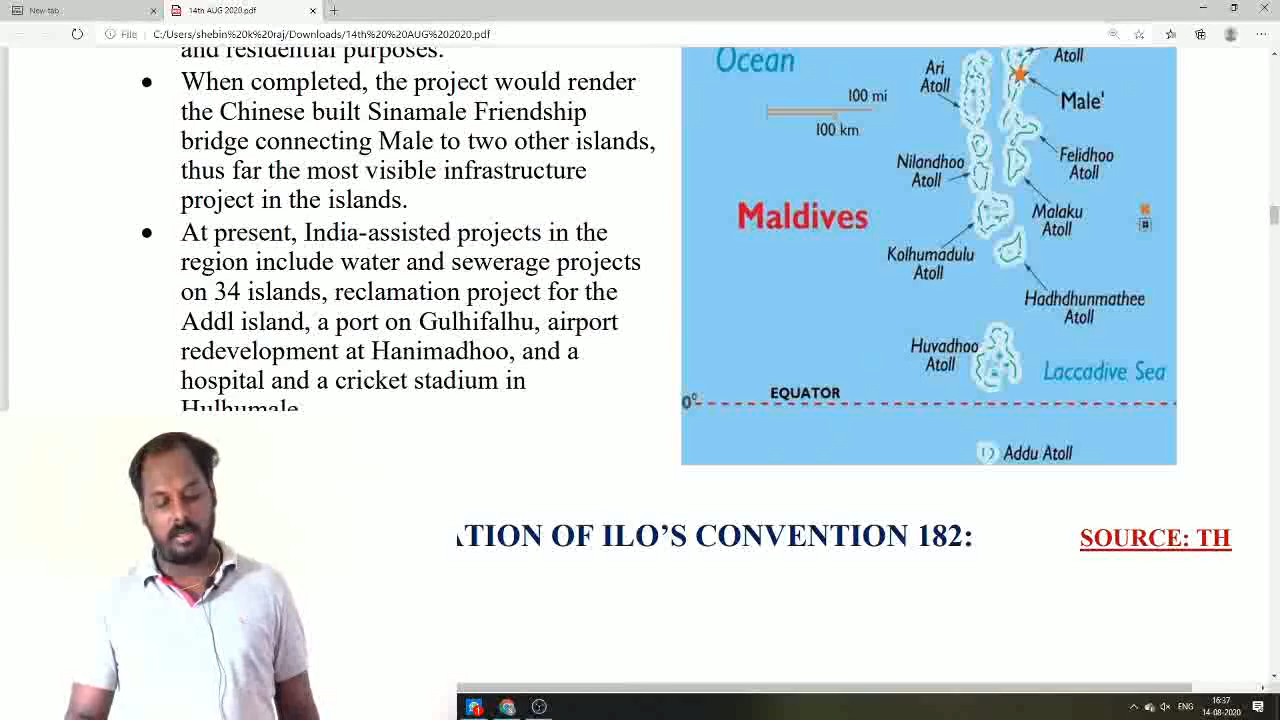 New tab
14th AUG 2020.pdf
File
C:/Users/shebin%20k%20raj/Downloads/14th%20%20AUG%202020.pdf
and residential purposes.
When completed, the project would render
the Chinese built Sinamale Friendship
bridge connecting Male to two other islands,
thus far the most visible infrastructure
project in the islands.
At present, India-assisted projects in the
region include water and sewerage projects
on 34 islands, reclamation project for the
Addl island, a port on Gulhifalhu, airport
redevelopment at Hanimadhoo, and a
hospital and a cricket stadium in
Hulhumale
Ocean
Atoll
Ari
Atoll
Male'
100 mi
100 km
Felidhoo
Atoll
Nilandhoo
Atoll
Maldives
Malaku
Atoll
Kolhumadulu
Atoll
Hadhdhunmathee
Atoll
Huvadhoo
Atoll
Laccadive Sea
EQUATOR
0°
Addu Atoll
ATION OF ILO'S CONVENTION 182:
SOURCE: TH
ENG
16:37
14-08-2020